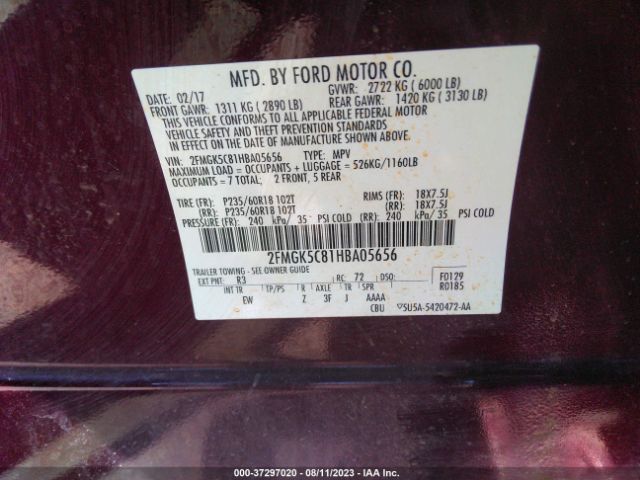 MFD. BY FORD MOTOR CO.
DATE: 02/17 GVWR: 2722 KG ( 6000 LB)
FRONT GAWR: 1311 KG ( 2890 LB) REAR GAWR: 1420 KG ( 3130 LB)
THIS VEHICLE CONFORMS TO ALL APPLICABLE FEDERAL MOTOR
VEHICLE SAFETY AND THEFT PREVENTION STANDARDS
IN EFFECT ON THE DATE OF MANUFACTURE SHOWN ABOVE.
VIN: 2FMGK5C81HBA05656 TYPE: MPV
MAXIMUM LOAD = OCCUPANTS + LUGGAGE = 526KG/1160LB
OCCUPANTS = 7 TOTAL; 2 FRONT, 5 REAR
TIRE (FR): P235/60R18 102T RIMS (FR): 18X7.5J
(RR): P235/60R18 102T (RR): 18X7.5J
PRESSURE (FR): 240 kPa/ 35 PSI COLD (RR): 240 kPa/ 35 PSI COLD
2FMGK5C81HBA05656
TRAILER TOWING - SEE OWNER GUIDE
EXT PNT: R3 RC: 72 DSO: F0129
R0185
INT TR TP/PS R AXLE TR SPR
EW Z 3F J AAAA
CBU SU5A-5420472-AA
000-37297020 - 08/11/2023 - IAA Inc.